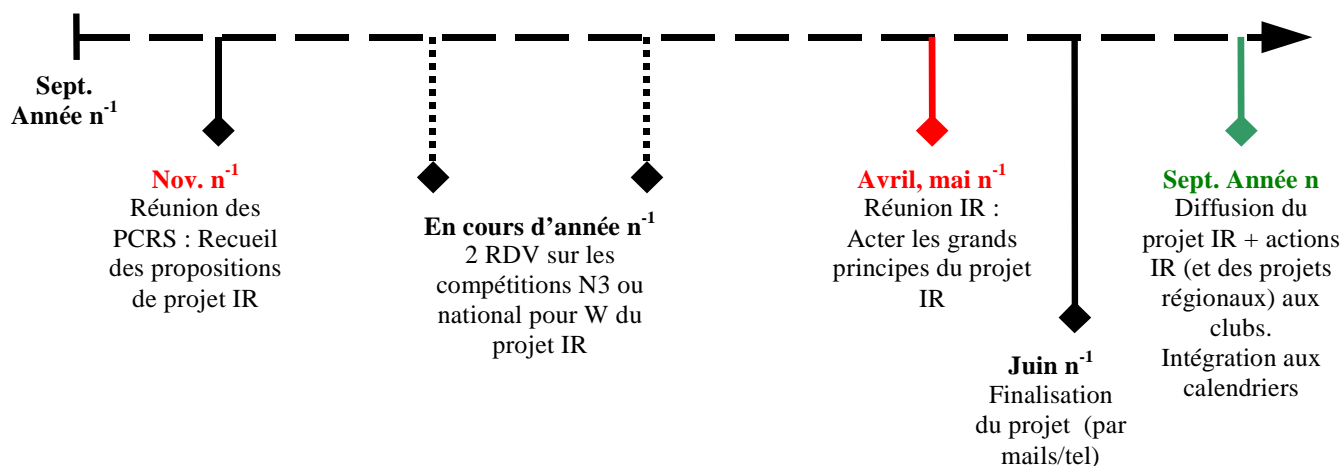 Sept.
Année n⁻¹
Nov. n⁻¹
Réunion des
PCRS : Recueil
des propositions
de projet IR
En cours d’année n⁻¹
2 RDV sur les
compétitions N3 ou
national pour W du
projet IR
Avril, mai n⁻¹
Réunion IR :
Acter les grands
principes du projet
IR
Juin n⁻¹
Finalisation
du projet (par
mails/tel)
Sept. Année n
Diffusion du
projet IR + actions
IR (et des projets
régionaux) aux
clubs.
Intégration aux
calendriers